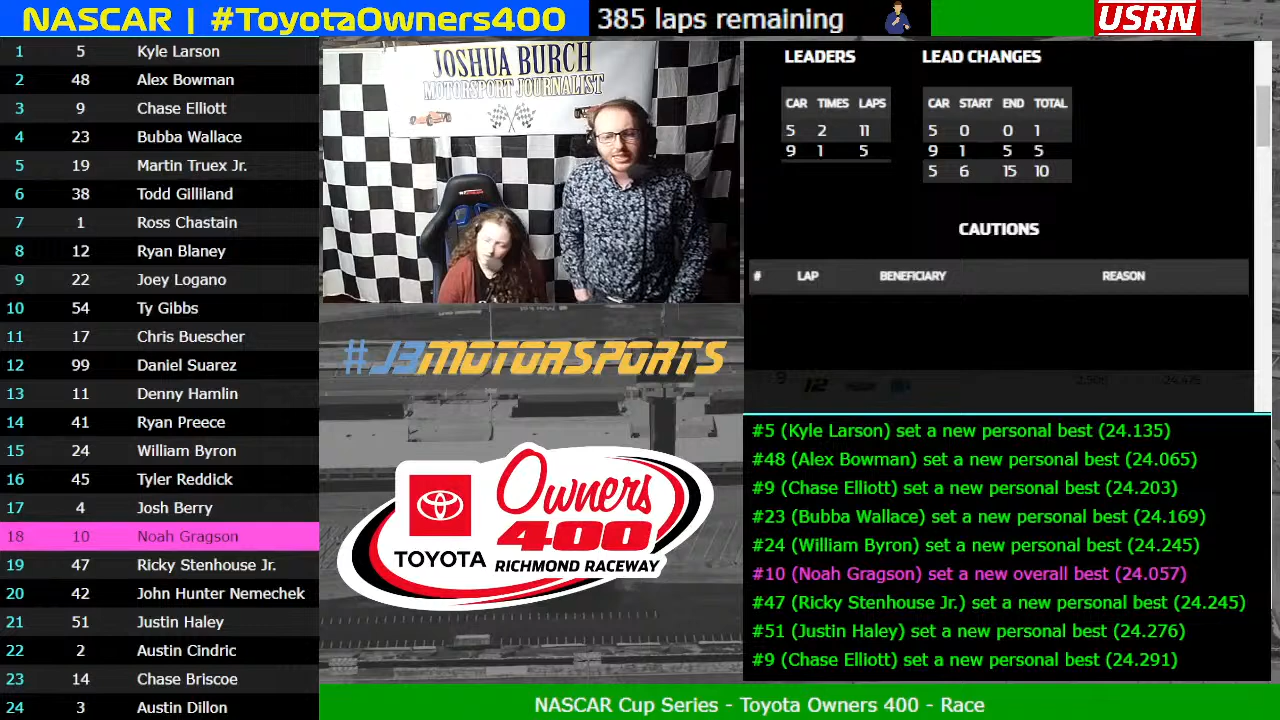 NASCAR | #ToyotaOwners400
385 laps remaining
USRN
1 5 Kyle Larson
2 48 Alex Bowman
3 9 Chase Elliott
4 23 Bubba Wallace
5 19 Martin Truex Jr.
6 38 Todd Gilliland
7 1 Ross Chastain
8 12 Ryan Blaney
9 22 Joey Logano
10 54 Ty Gibbs
11 17 Chris Buescher
12 99 Daniel Suarez
13 11 Denny Hamlin
14 41 Ryan Preece
15 24 William Byron
16 45 Tyler Reddick
17 4 Josh Berry
18 10 Noah Gragson
19 47 Ricky Stenhouse Jr.
20 42 John Hunter Nemechek
21 51 Justin Haley
22 2 Austin Cindric
23 14 Chase Briscoe
24 3 Austin Dillon
JOSHUA BURCH
MOTORSPORT JOURNALIST
#JBMOTORSPORTS
Owners
400
TOYOTA
RICHMOND RACEWAY
LEADERS
CAR TIMES LAPS
5 2 11
9 1 5
LEAD CHANGES
CAR START END TOTAL
5 0 0 1
9 1 5 5
5 6 15 10
CAUTIONS
# LAP BENEFICIARY REASON
9 12
#5 (Kyle Larson) set a new personal best (24.135)
#48 (Alex Bowman) set a new personal best (24.065)
#9 (Chase Elliott) set a new personal best (24.203)
#23 (Bubba Wallace) set a new personal best (24.169)
#24 (William Byron) set a new personal best (24.245)
#10 (Noah Gragson) set a new overall best (24.057)
#47 (Ricky Stenhouse Jr.) set a new personal best (24.245)
#51 (Justin Haley) set a new personal best (24.276)
#9 (Chase Elliott) set a new personal best (24.291)
NASCAR Cup Series - Toyota Owners 400 - Race